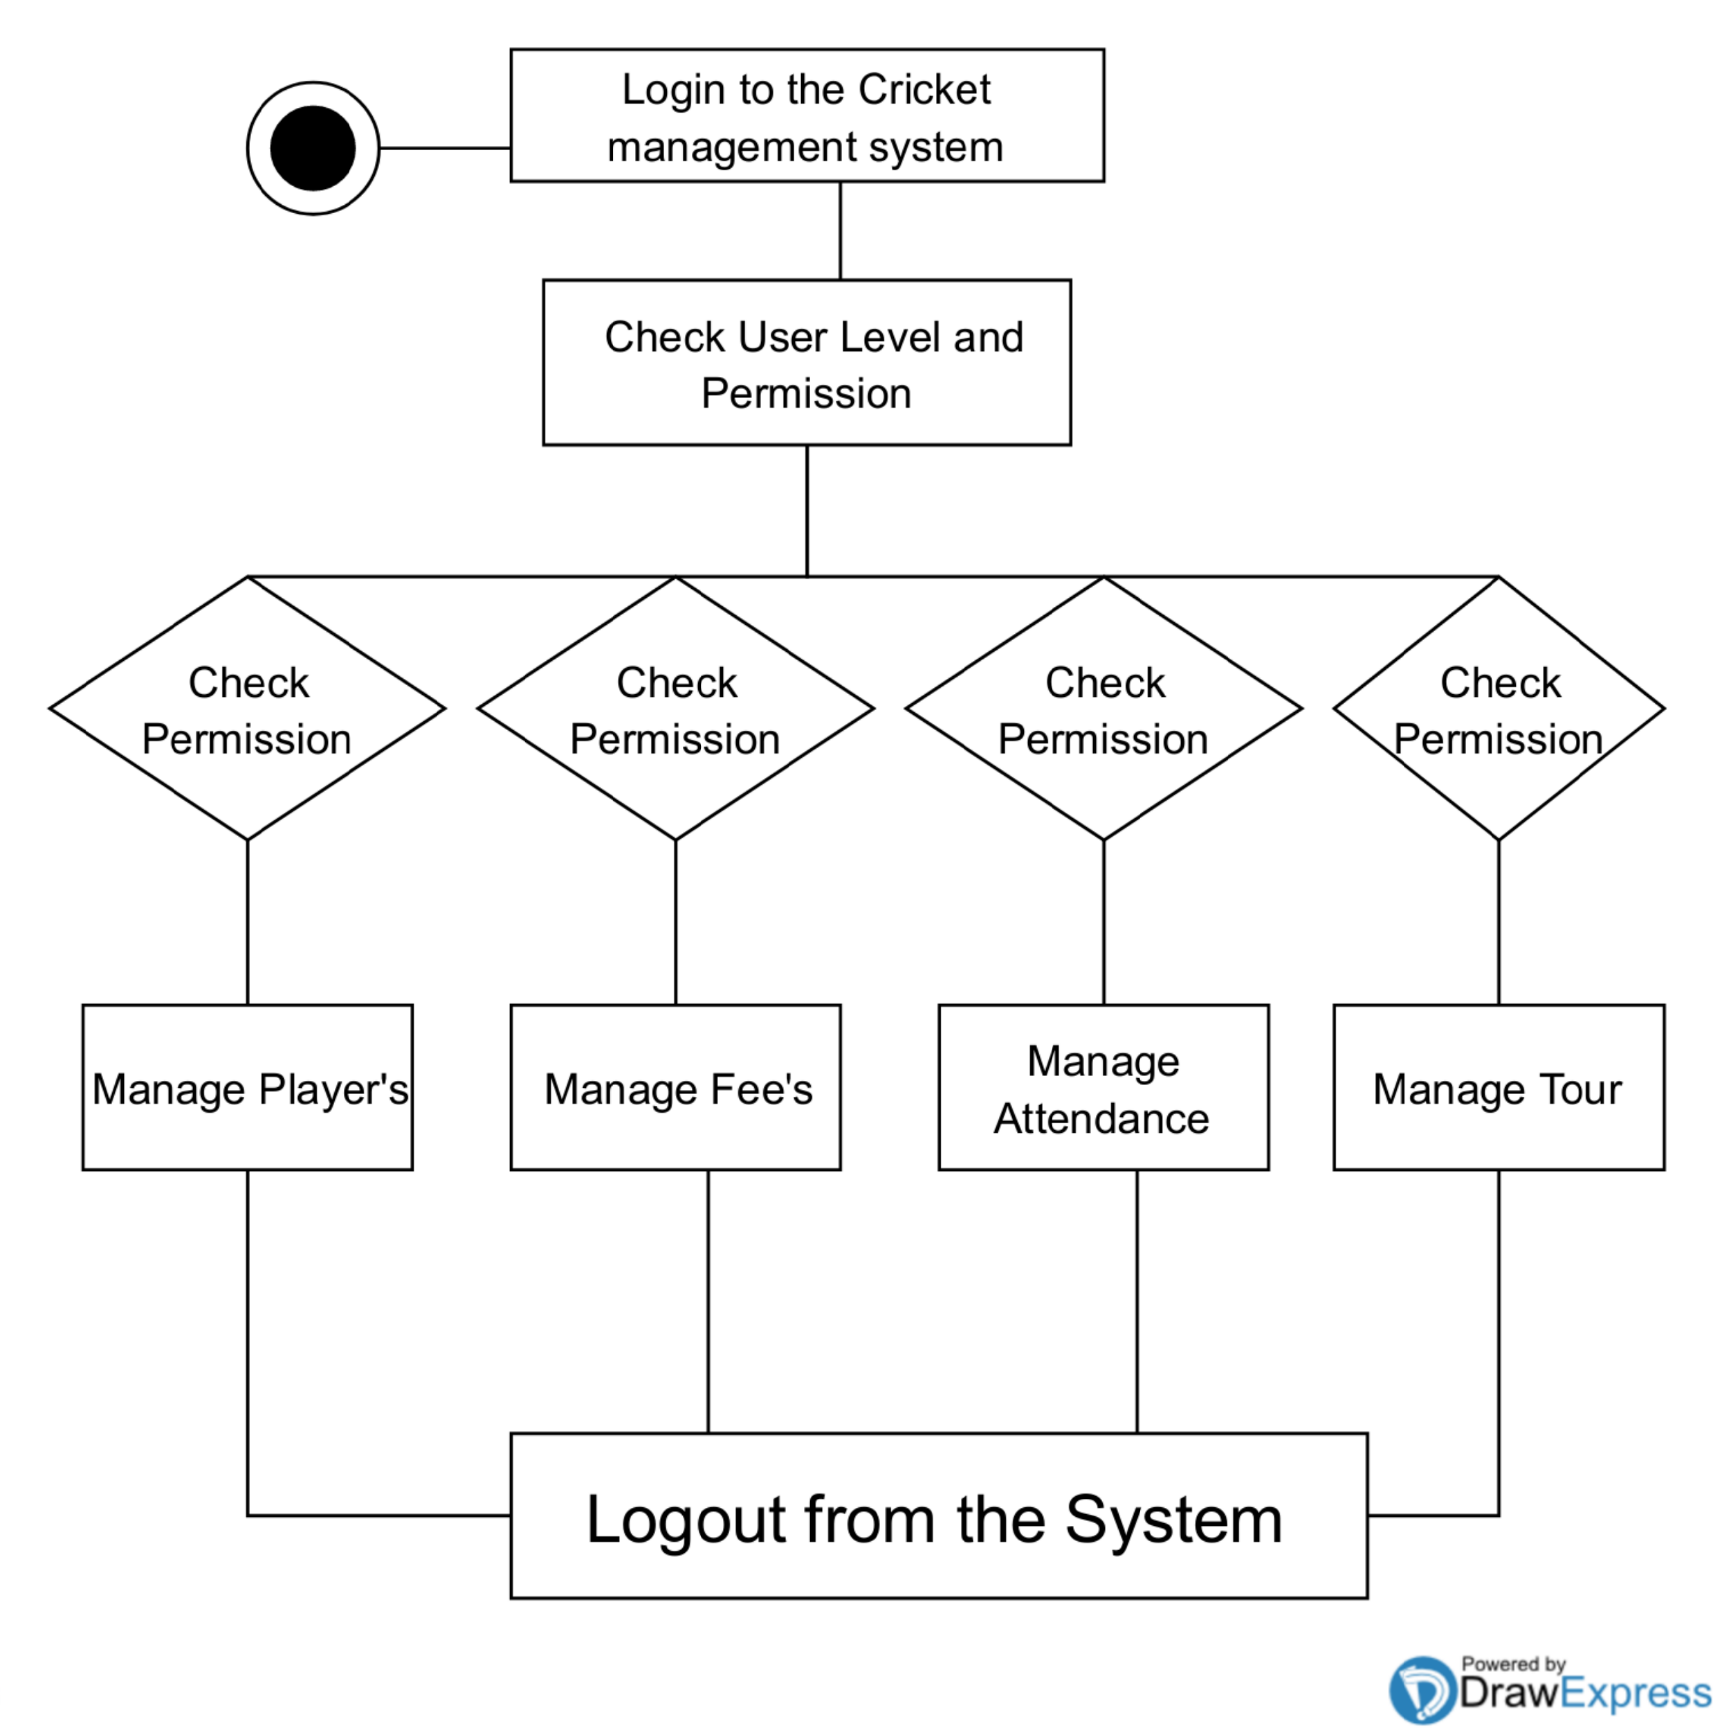 Login to the Cricket
management system
Check User Level and
Permission
Check
Permission
Check
Permission
Check
Permission
Check
Permission
Manage Player's
Manage Fee's
Manage
Attendance
Manage Tour
Logout from the System
Powered by
DrawExpress